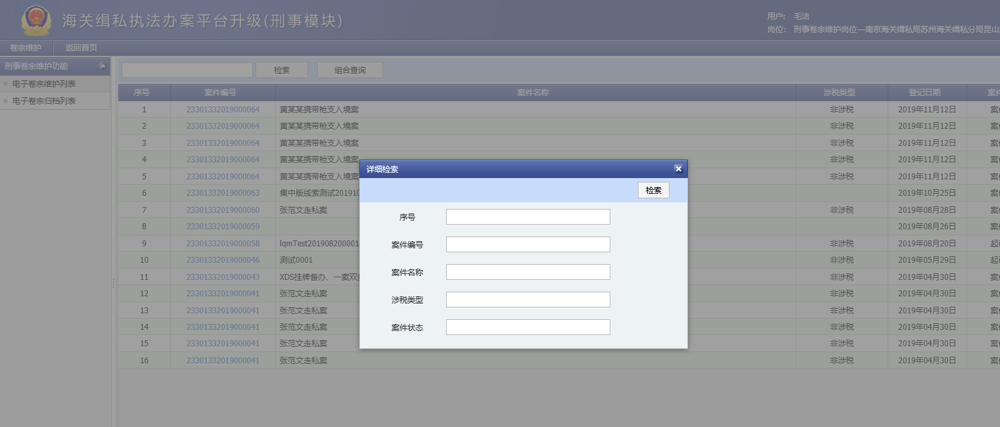 海关缉私执法办案平台升级(刑事模块)
用户: 毛洁
岗位: 刑事卷宗维护岗位—南京海关缉私局苏州海关缉私分局昆山
卷宗维护 返回首页
刑事卷宗维护功能
电子卷宗维护列表
电子卷宗归档列表
检索 组合查询
序号 案件编号 案件名称 涉税类型 登记日期 案件
1 23301332019000064 黄某某携带枪支入境案 非涉税 2019年11月12日 案
2 23301332019000064 黄某某携带枪支入境案 非涉税 2019年11月12日 案
3 23301332019000064 黄某某携带枪支入境案 非涉税 2019年11月12日 案
4 23301332019000064 黄某某携带枪支入境案 非涉税 2019年11月12日 案
5 23301332019000064 黄某某携带枪支入境案 非涉税 2019年11月12日 案
6 23301332019000063 集中版线索测试201910 2019年10月25日 案
7 23301332019000060 张范文走私案 非涉税 2019年08月28日 案
8 23301332019000059 2019年08月26日 案
9 23301332019000058 lqmTest201908200001 非涉税 2019年08月20日 起
10 23301332019000046 测试0001 非涉税 2019年05月29日 起
11 23301332019000043 XDS挂牌督办、一案双 非涉税 2019年04月30日 案
12 23301332019000041 张范文走私案 非涉税 2019年04月30日 案
13 23301332019000041 张范文走私案 非涉税 2019年04月30日 案
14 23301332019000041 张范文走私案 非涉税 2019年04月30日 案
15 23301332019000041 张范文走私案 非涉税 2019年04月30日 案
16 23301332019000041 张范文走私案 非涉税 2019年04月30日 案
详细检索
检索
序号
案件编号
案件名称
涉税类型
案件状态